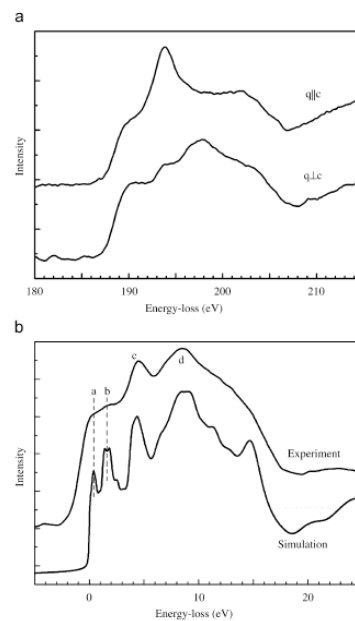 a
Intensity
q||c
q⊥c
180 190 200 210
Energy-loss (eV)
b
Intensity
a b c d
Experiment
Simulation
0 10 20
Energy-loss (eV)